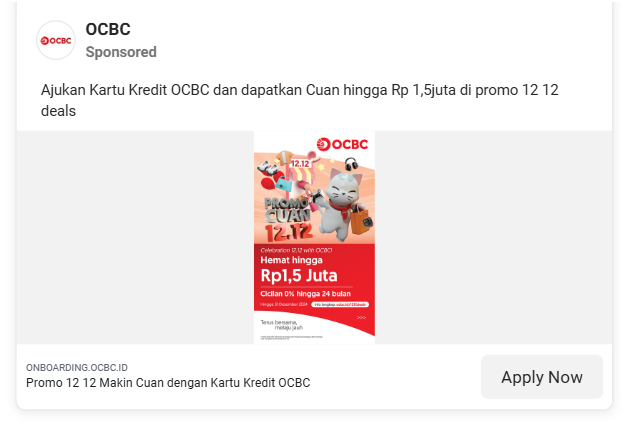 OCBC
OCBC
Sponsored
Ajukan Kartu Kredit OCBC dan dapatkan Cuan hingga Rp 1,5juta di promo 12 12
deals
OCBC
12.12
PROMO
CUAN
12.12
Celebration 12.12 with OCBC!
Hemat hingga
Rp1,5 Juta
Cicilan 0% hingga 24 bulan
Hingga 31 Desember 2024
Terus bersama,
melaju jauh
ONBOARDING.OCBC.ID
Promo 12 12 Makin Cuan dengan Kartu Kredit OCBC
Apply Now